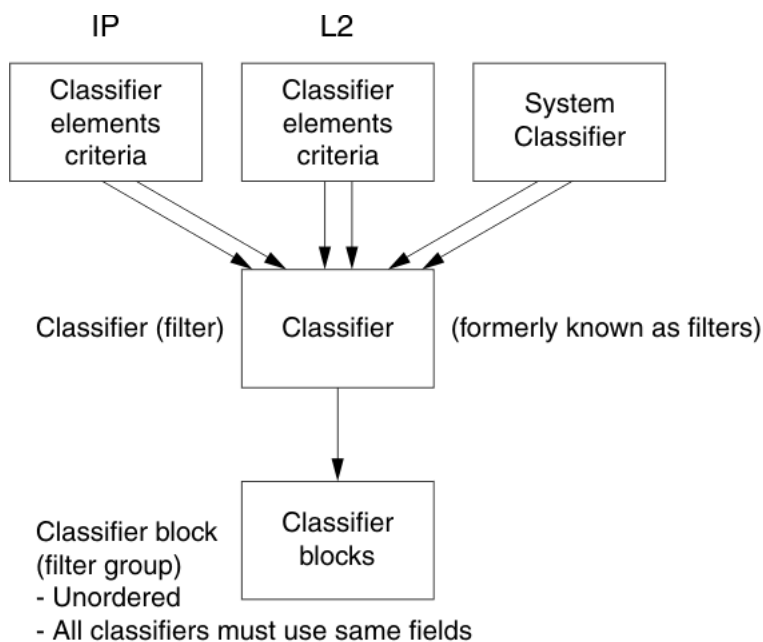 IP
L2
Classifier
elements
criteria
Classifier
elements
criteria
System
Classifier
Classifier (filter)
Classifier
(formerly known as filters)
Classifier block
(filter group)
- Unordered
- All classifiers must use same fields
Classifier
blocks